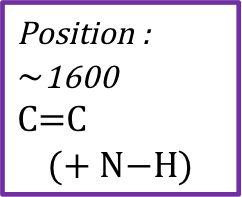 Position :
~1600
C=C
(+ N−H)